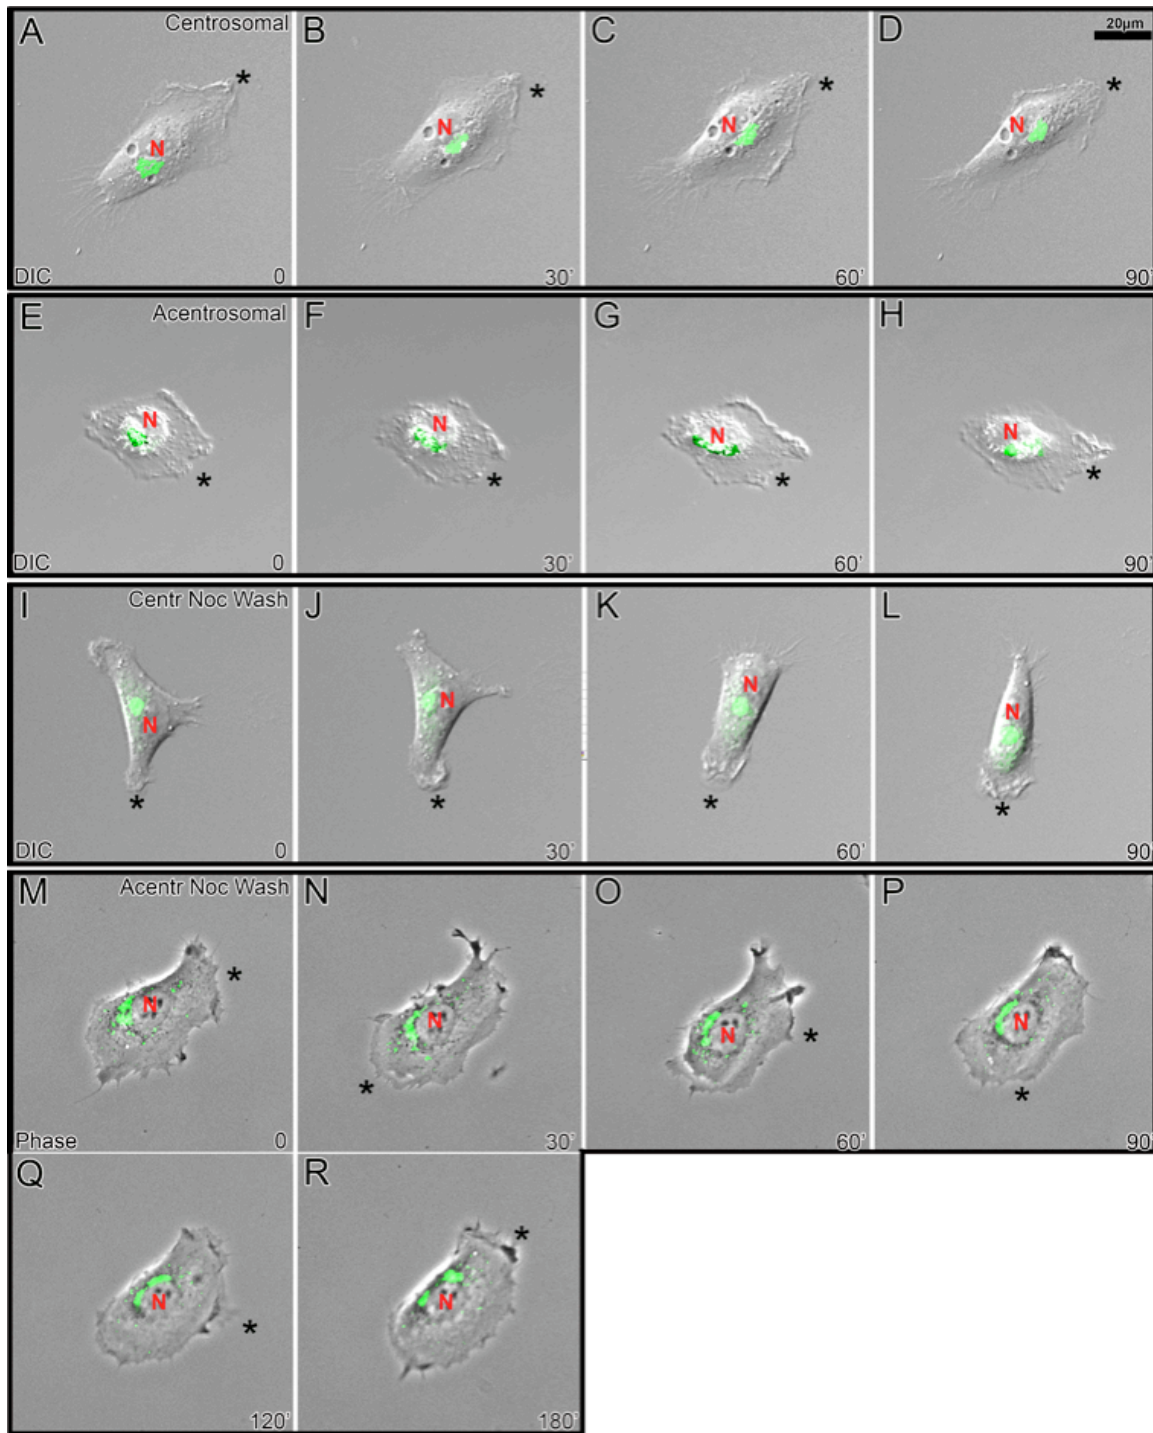 A Centrosomal B C D 20µm
* * * *
N N N N
DIC 0 30' 60' 90'
E Acentrosomal F G H
N N N N
* * * *
DIC 0 30' 60' 90'
I Centr Noc Wash J K L
N N N N
* * * *
DIC 0 30' 60' 90'
M Acentr Noc Wash N O P
N N N N
* * * *
Phase 0 30' 60' 90'
Q R
N N
* *
120' 180'